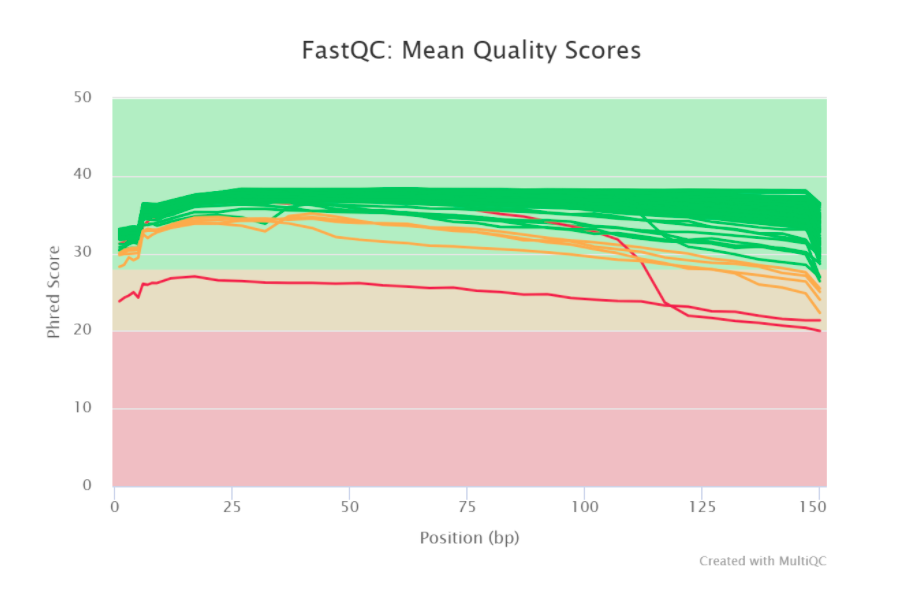 FastQC: Mean Quality Scores
50
40
30
20
10
0
Phred Score
0 25 50 75 100 125 150
Position (bp)
Created with MultiQC